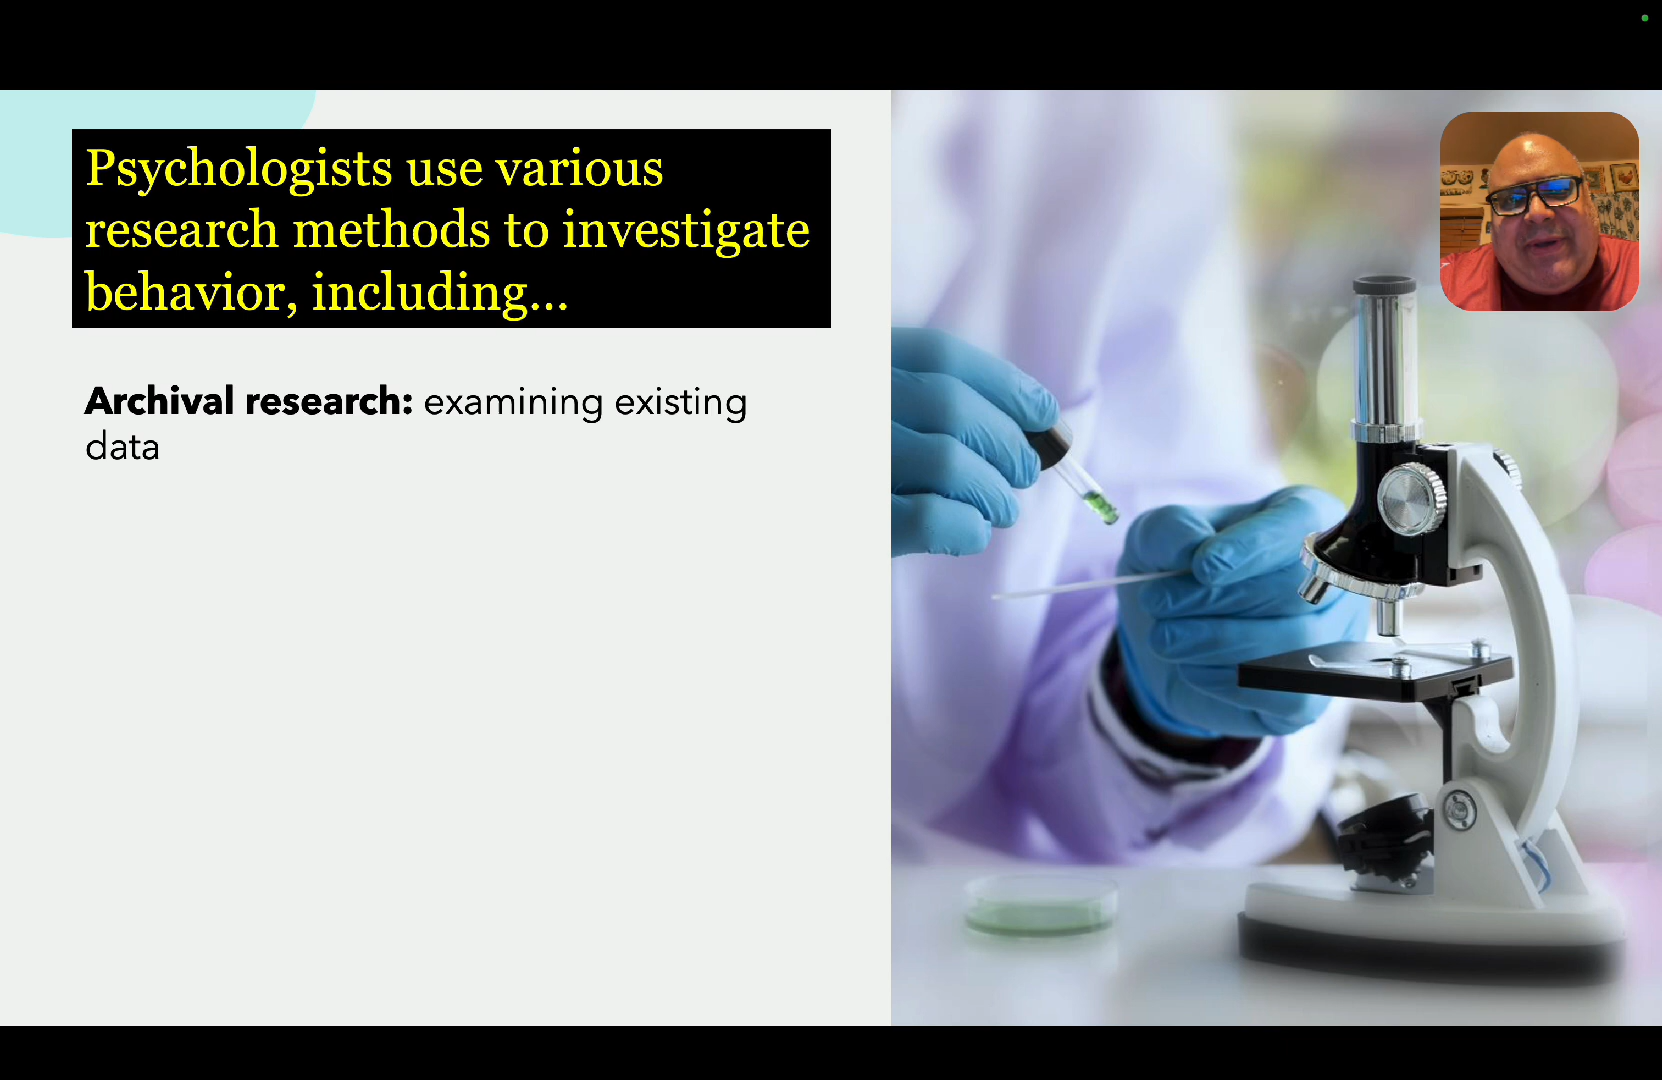 Psychologists use various
research methods to investigate
behavior, including...
Archival research: examining existing
data